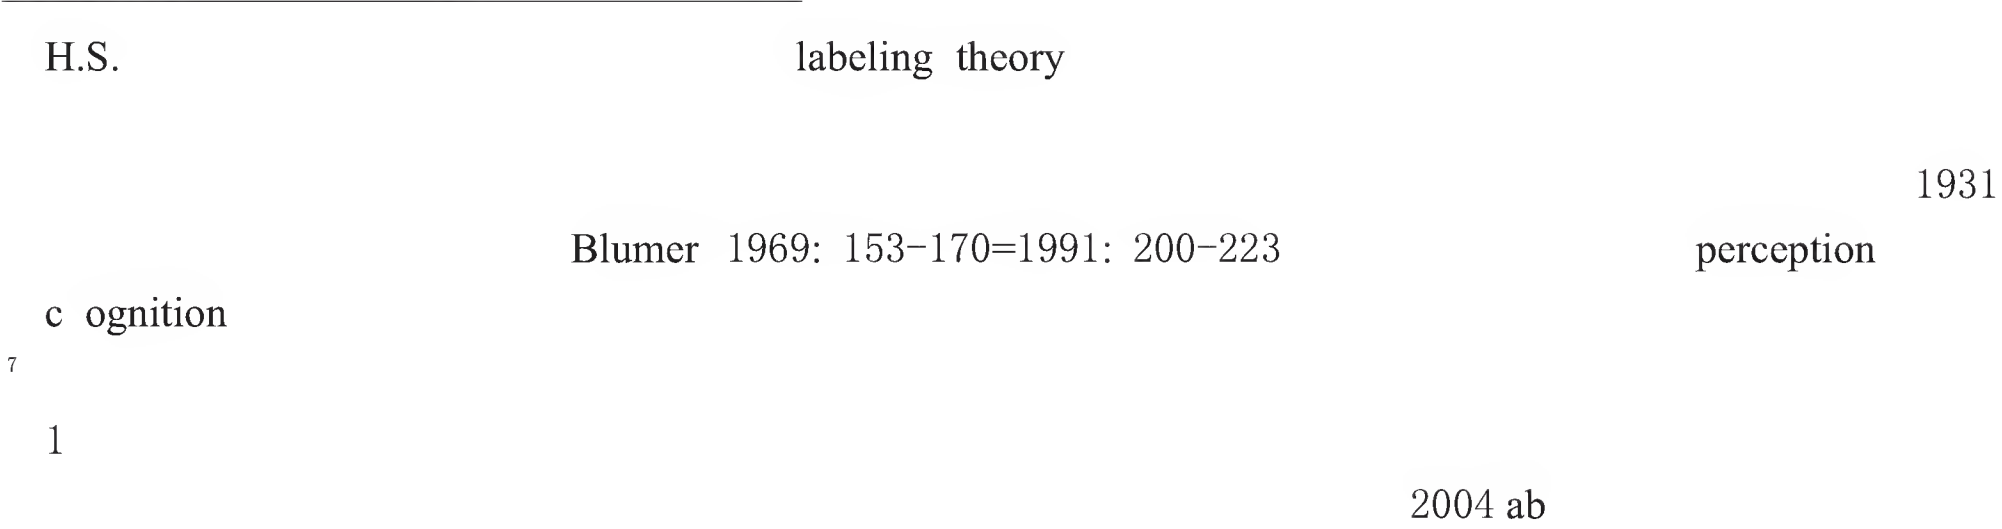 H.S. labeling theory
1931
Blumer 1969: 153-170=1991: 200-223 perception
c ognition
7
1
2004 ab